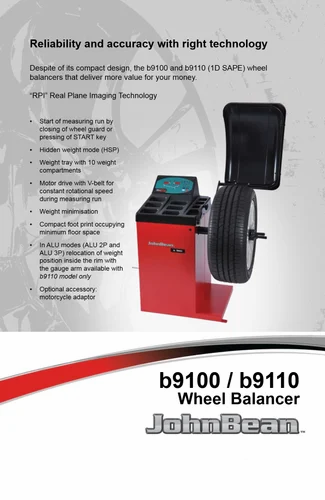 Reliability and accuracy with right technology
Despite of its compact design, the b9100 and b9110 (1D SAPE) wheel
balancers that deliver more value for your money.
“RPI” Real Plane Imaging Technology
• Start of measuring run by
closing of wheel guard or
pressing of START key
• Hidden weight mode (HSP)
• Weight tray with 10 weight
compartments
• Motor drive with V-belt for
constant rotational speed
during measuring run
• Weight minimisation
• Compact foot print occupying
minimum floor space
• In ALU modes (ALU 2P and
ALU 3P) relocation of weight
position inside the rim with
the gauge arm available with
b9110 model only
• Optional accessory:
motorcycle adaptor
JohnBean
b9100 / b9110
Wheel Balancer
JohnBean